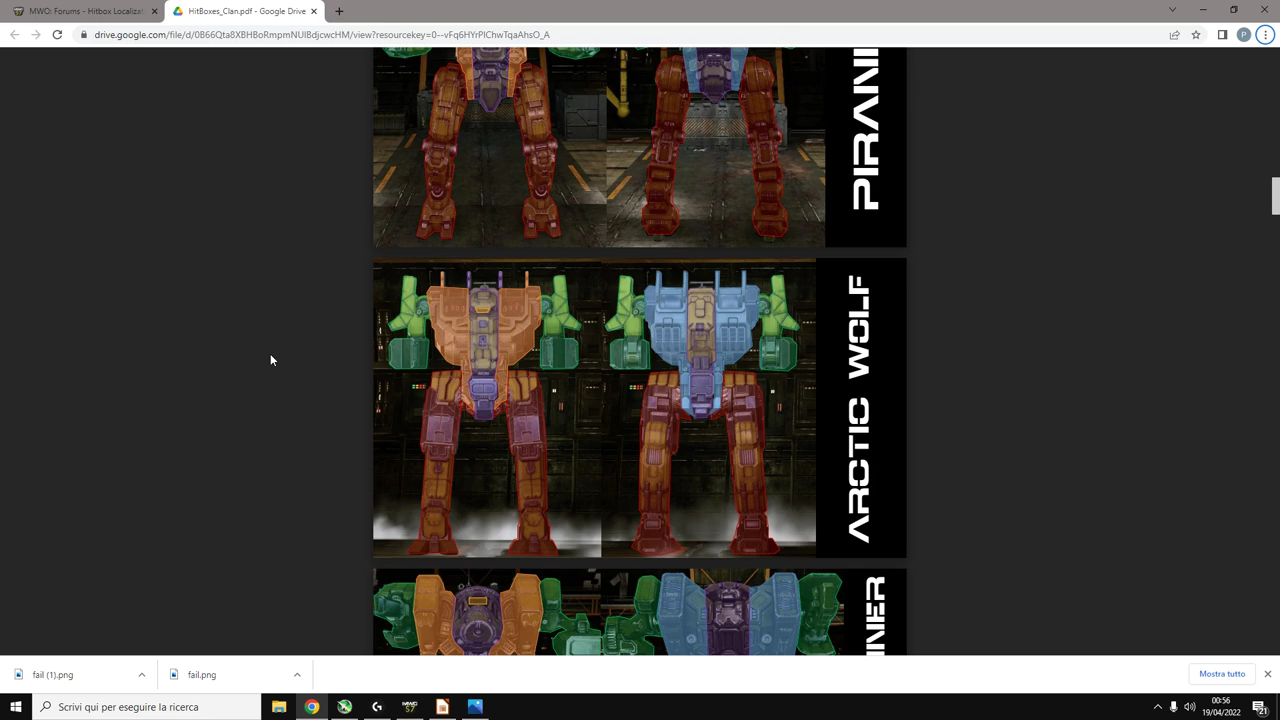 MWO: Forums - Hitbox Localizat
HitBoxes_Clan.pdf - Google Drive
drive.google.com/file/d/0B66Qta8XBHBoRmpmNUlBdjcwcHM/view?resourcekey=0--vFq6HYrPIChwTqaAhsO_A
P
PIRANI
ARCTIC WOLF
INER
fail (1).png
fail.png
Mostra tutto
Scrivi qui per eseguire la ricerca
00:56
19/04/2022
21